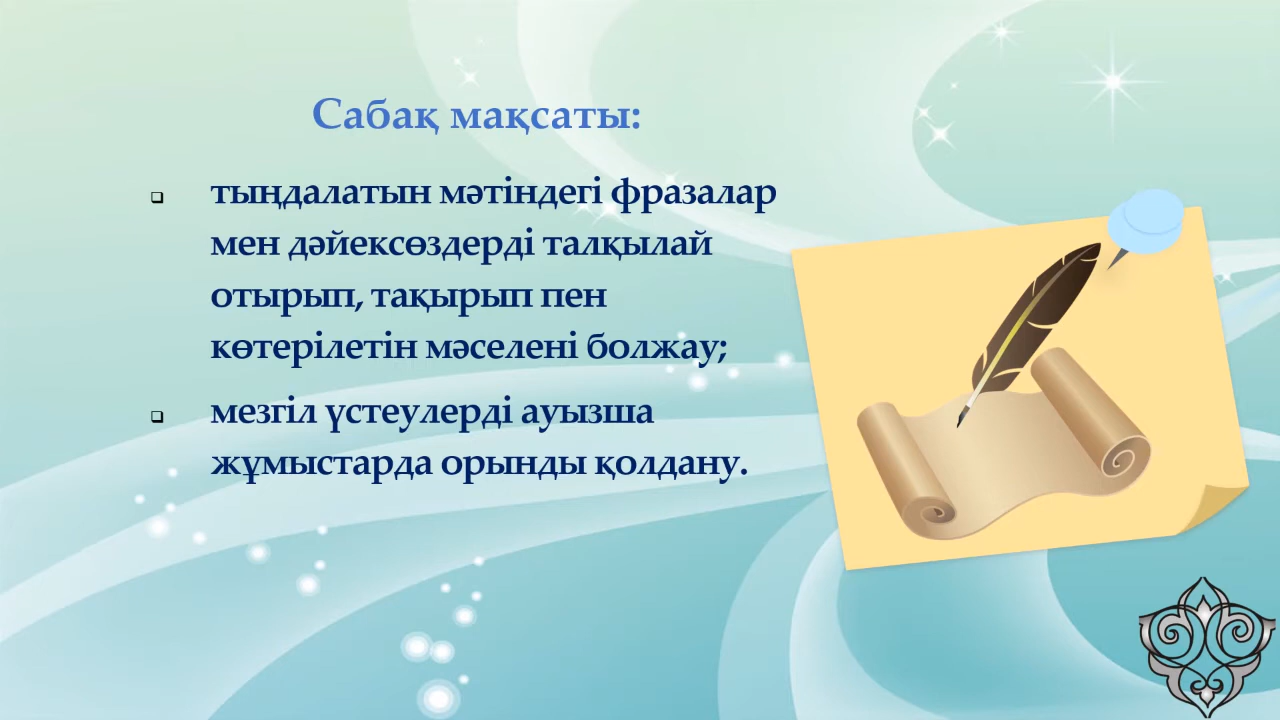 Сабақ мақсаты:
тыңдалатын мәтіндегі фразалар
мен дәйексөздерді талқылай
отырып, тақырып пен
көтерілетін мәселені болжау;
мезгіл үстеулерді ауызша
жұмыстарда орынды қолдану.